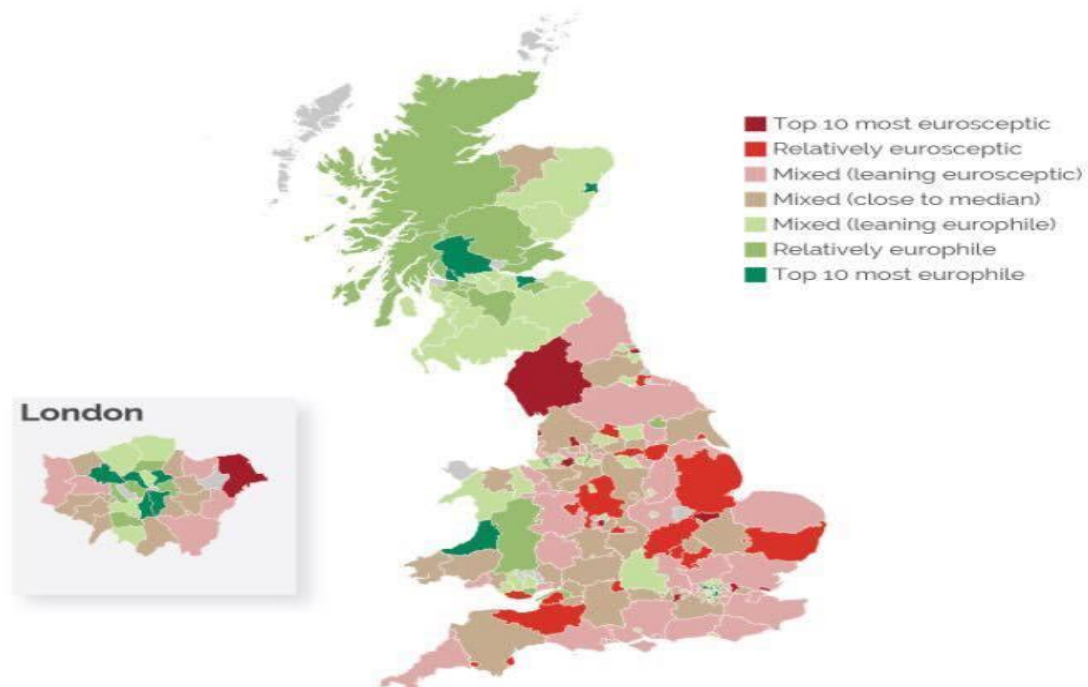 Top 10 most eurosceptic
Relatively eurosceptic
Mixed (leaning eurosceptic)
Mixed (close to median)
Mixed (leaning europhile)
Relatively europhile
Top 10 most europhile
London